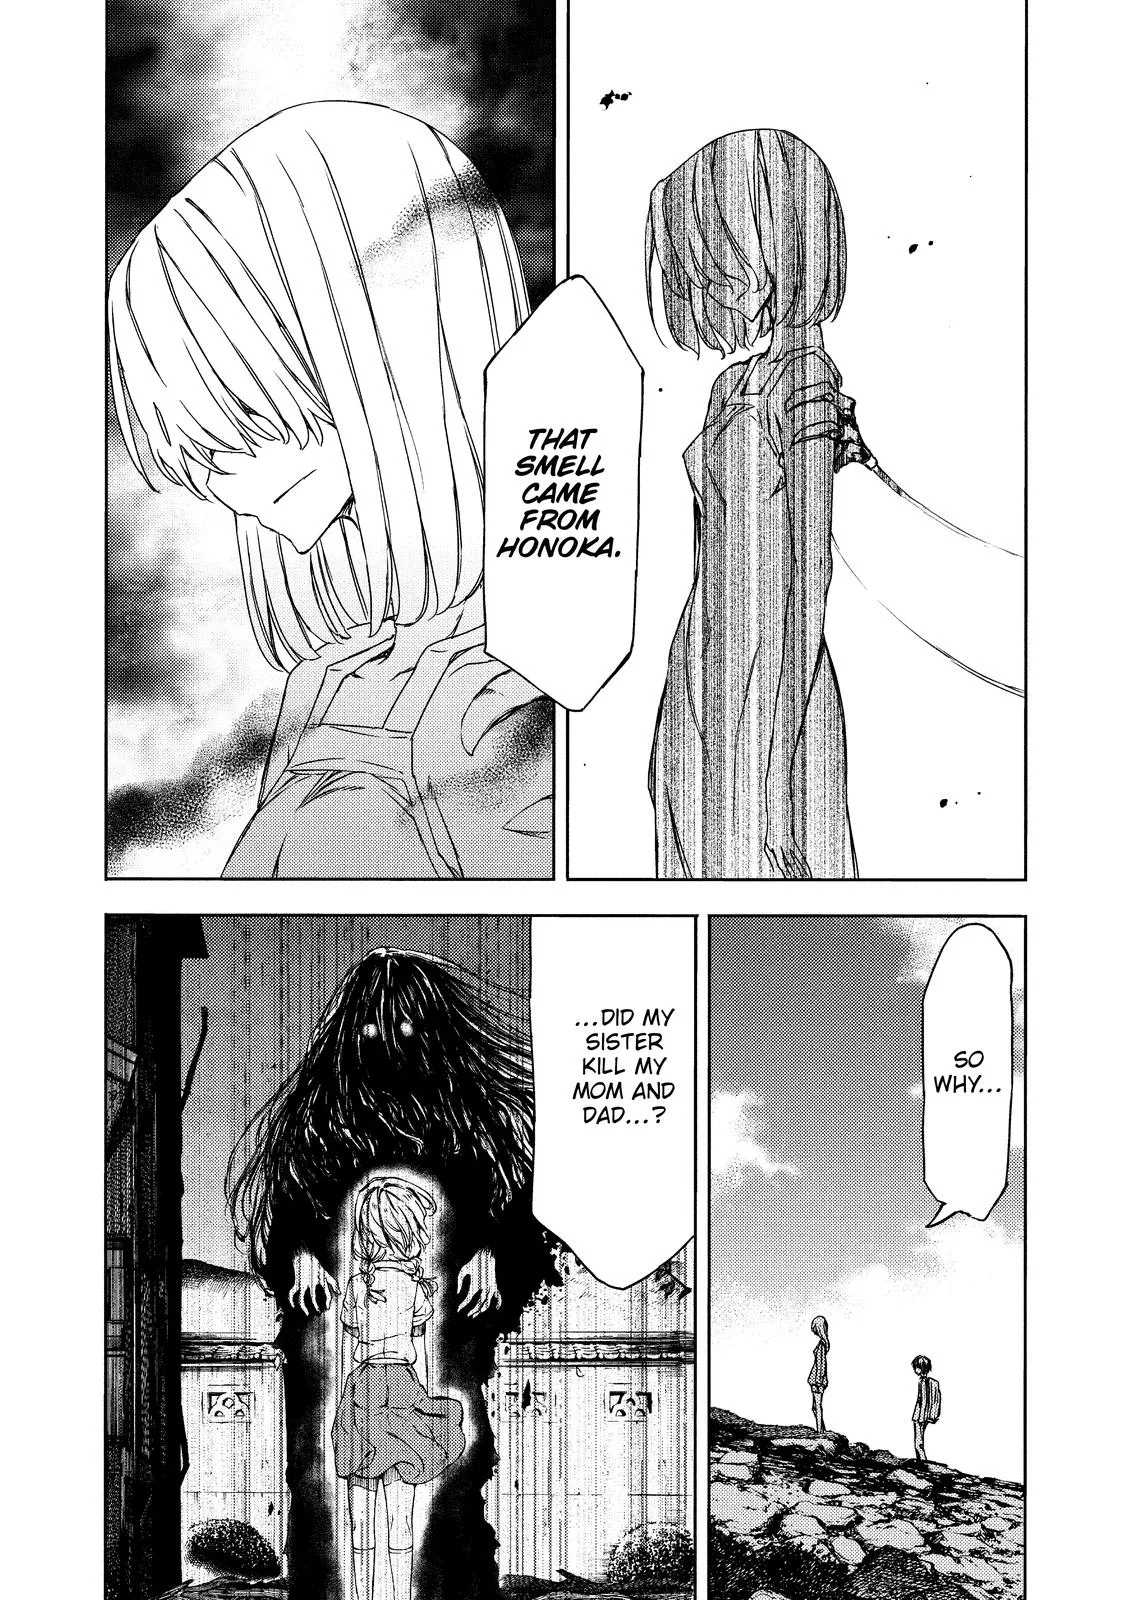 THAT
SMELL
CAME
FROM
HONOKA.
SO
WHY...
...DID MY
SISTER
KILL MY
MOM AND
DAD...?